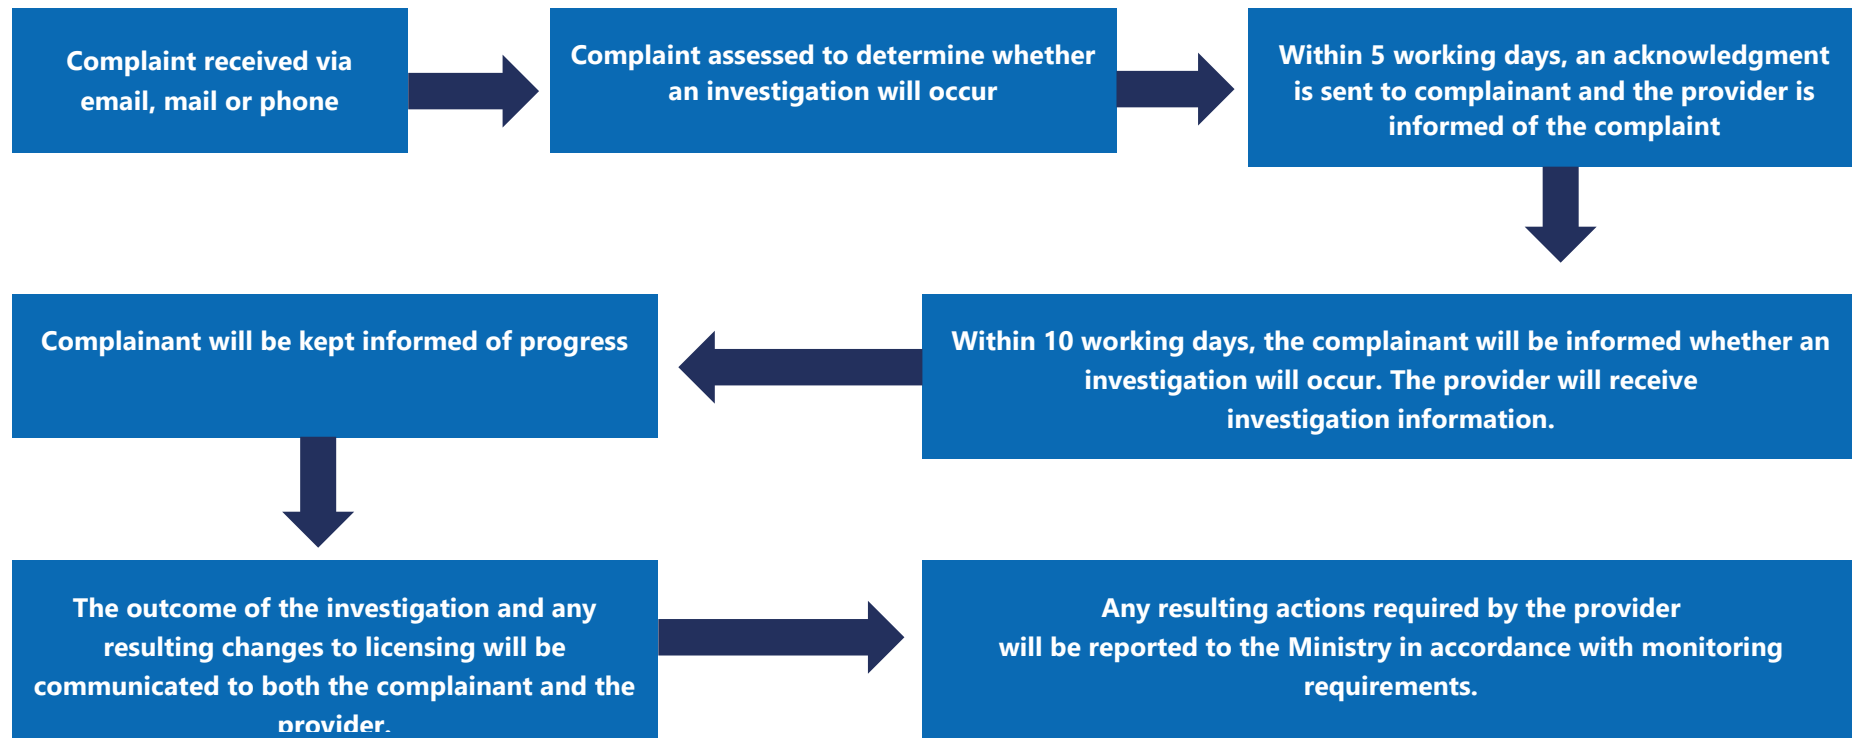 Complaint received via
email, mail or phone
Complaint assessed to determine whether
an investigation will occur
Within 5 working days, an acknowledgment
is sent to complainant and the provider is
informed of the complaint
Within 10 working days, the complainant will be informed whether an
investigation will occur. The provider will receive
investigation information.
Complainant will be kept informed of progress
The outcome of the investigation and any
resulting changes to licensing will be
communicated to both the complainant and the
provider.
Any resulting actions required by the provider
will be reported to the Ministry in accordance with monitoring
requirements.